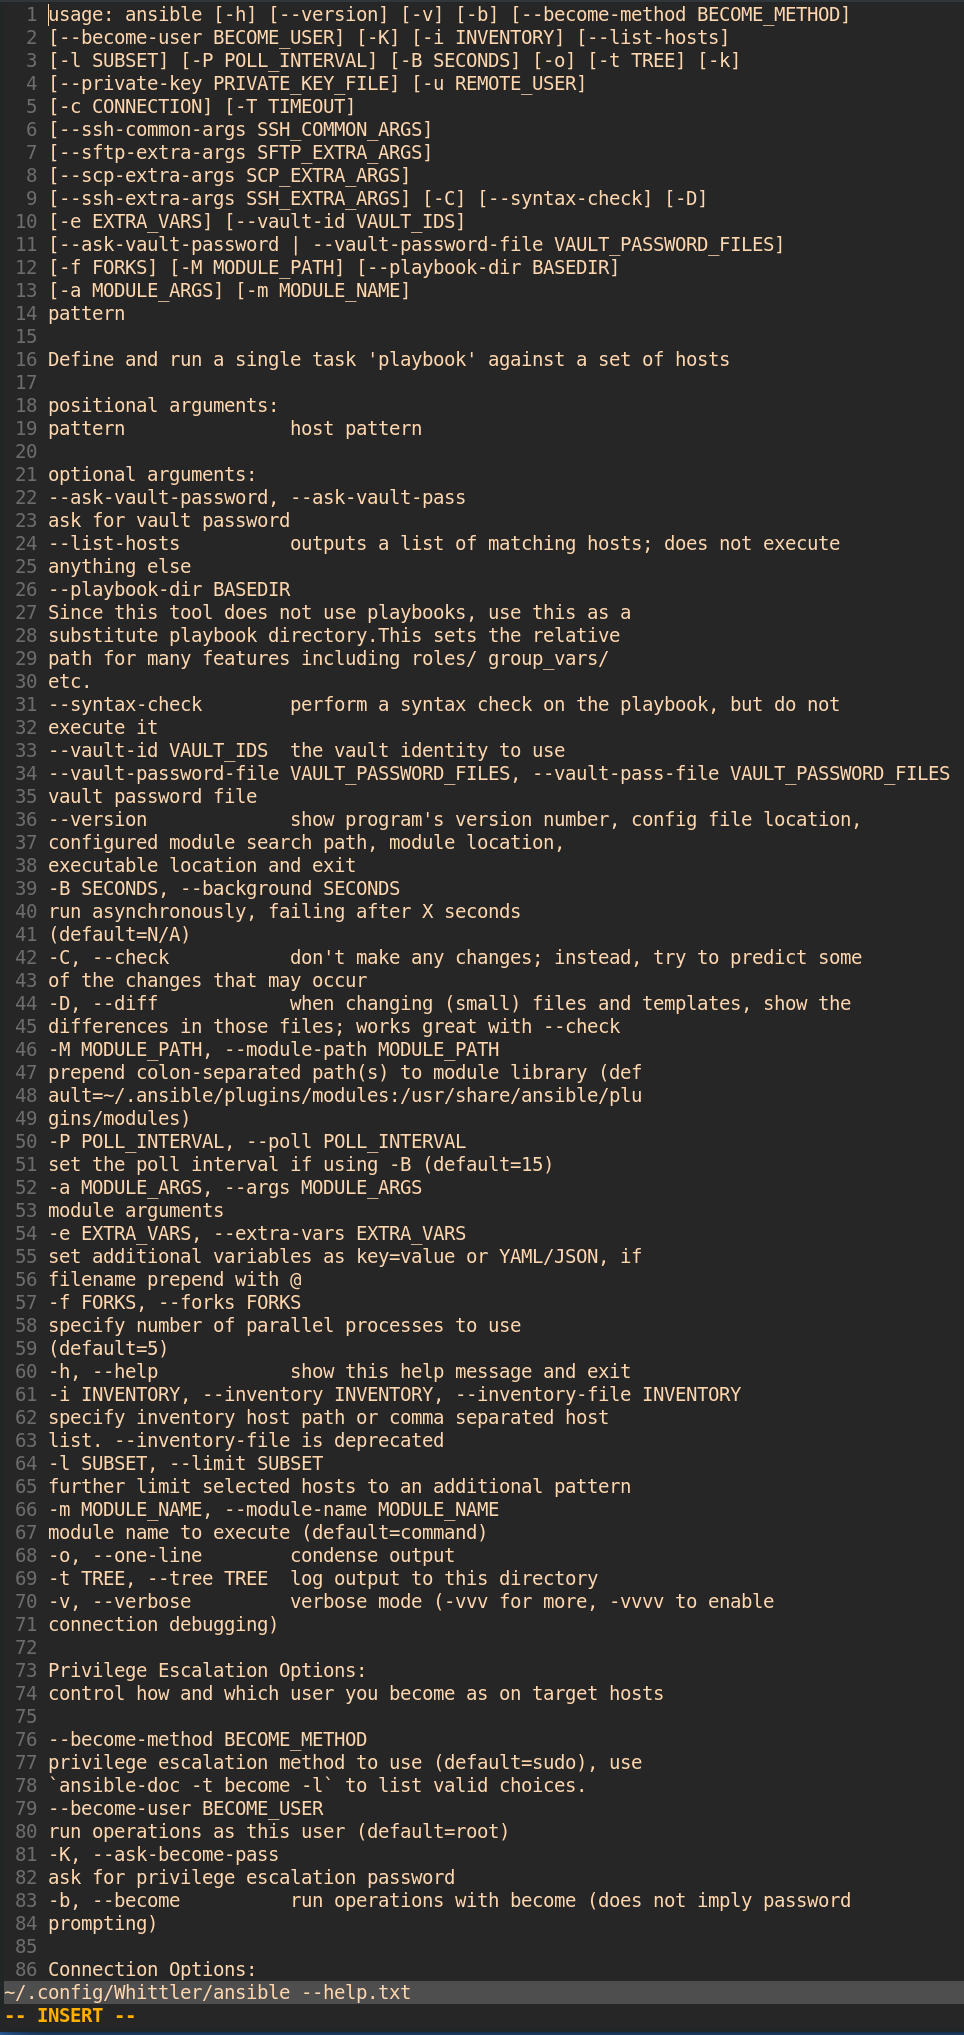 1 usage: ansible [-h] [--version] [-v] [-b] [--become-method BECOME_METHOD]
2 [--become-user BECOME_USER] [-K] [-i INVENTORY] [--list-hosts]
3 [-l SUBSET] [-P POLL_INTERVAL] [-B SECONDS] [-o] [-t TREE] [-k]
4 [--private-key PRIVATE_KEY_FILE] [-u REMOTE_USER]
5 [-c CONNECTION] [-T TIMEOUT]
6 [--ssh-common-args SSH_COMMON_ARGS]
7 [--sftp-extra-args SFTP_EXTRA_ARGS]
8 [--scp-extra-args SCP_EXTRA_ARGS]
9 [--ssh-extra-args SSH_EXTRA_ARGS] [-C] [--syntax-check] [-D]
10 [-e EXTRA_VARS] [--vault-id VAULT_IDS]
11 [--ask-vault-password | --vault-password-file VAULT_PASSWORD_FILES]
12 [-f FORKS] [-M MODULE_PATH] [--playbook-dir BASEDIR]
13 [-a MODULE_ARGS] [-m MODULE_NAME]
14 pattern
15
16 Define and run a single task 'playbook' against a set of hosts
17
18 positional arguments:
19 pattern               host pattern
20
21 optional arguments:
22 --ask-vault-password, --ask-vault-pass
23 ask for vault password
24 --list-hosts          outputs a list of matching hosts; does not execute
25 anything else
26 --playbook-dir BASEDIR
27 Since this tool does not use playbooks, use this as a
28 substitute playbook directory.This sets the relative
29 path for many features including roles/ group_vars/
30 etc.
31 --syntax-check        perform a syntax check on the playbook, but do not
32 execute it
33 --vault-id VAULT_IDS  the vault identity to use
34 --vault-password-file VAULT_PASSWORD_FILES, --vault-pass-file VAULT_PASSWORD_FILES
35 vault password file
36 --version             show program's version number, config file location,
37 configured module search path, module location,
38 executable location and exit
39 -B SECONDS, --background SECONDS
40 run asynchronously, failing after X seconds
41 (default=N/A)
42 -C, --check           don't make any changes; instead, try to predict some
43 of the changes that may occur
44 -D, --diff            when changing (small) files and templates, show the
45 differences in those files; works great with --check
46 -M MODULE_PATH, --module-path MODULE_PATH
47 prepend colon-separated path(s) to module library (def
48 ault=~/.ansible/plugins/modules:/usr/share/ansible/plu
49 gins/modules)
50 -P POLL_INTERVAL, --poll POLL_INTERVAL
51 set the poll interval if using -B (default=15)
52 -a MODULE_ARGS, --args MODULE_ARGS
53 module arguments
54 -e EXTRA_VARS, --extra-vars EXTRA_VARS
55 set additional variables as key=value or YAML/JSON, if
56 filename prepend with @
57 -f FORKS, --forks FORKS
58 specify number of parallel processes to use
59 (default=5)
60 -h, --help            show this help message and exit
61 -i INVENTORY, --inventory INVENTORY, --inventory-file INVENTORY
62 specify inventory host path or comma separated host
63 list. --inventory-file is deprecated
64 -l SUBSET, --limit SUBSET
65 further limit selected hosts to an additional pattern
66 -m MODULE_NAME, --module-name MODULE_NAME
67 module name to execute (default=command)
68 -o, --one-line        condense output
69 -t TREE, --tree TREE  log output to this directory
70 -v, --verbose         verbose mode (-vvv for more, -vvvv to enable
71 connection debugging)
72
73 Privilege Escalation Options:
74 control how and which user you become as on target hosts
75
76 --become-method BECOME_METHOD
77 privilege escalation method to use (default=sudo), use
78 `ansible-doc -t become -l` to list valid choices.
79 --become-user BECOME_USER
80 run operations as this user (default=root)
81 -K, --ask-become-pass
82 ask for privilege escalation password
83 -b, --become          run operations with become (does not imply password
84 prompting)
85
86 Connection Options:
~/.config/Whittler/ansible --help.txt
-- INSERT --